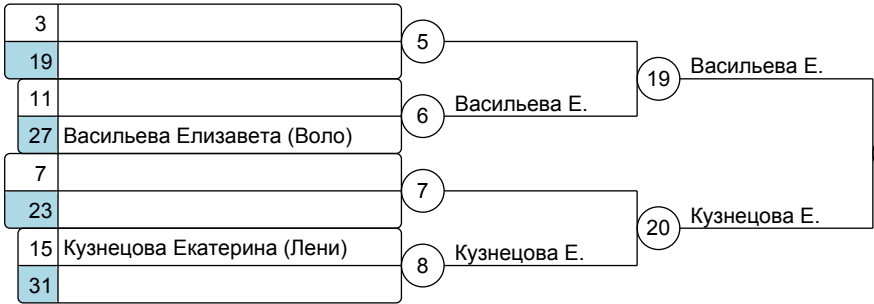 3
5
19
Васильева Е.
19
11
Васильева Е.
6
27 Васильева Елизавета (Воло)
7
7
23
Кузнецова Е.
20
15 Кузнецова Екатерина (Лени)
Кузнецова Е.
8
31